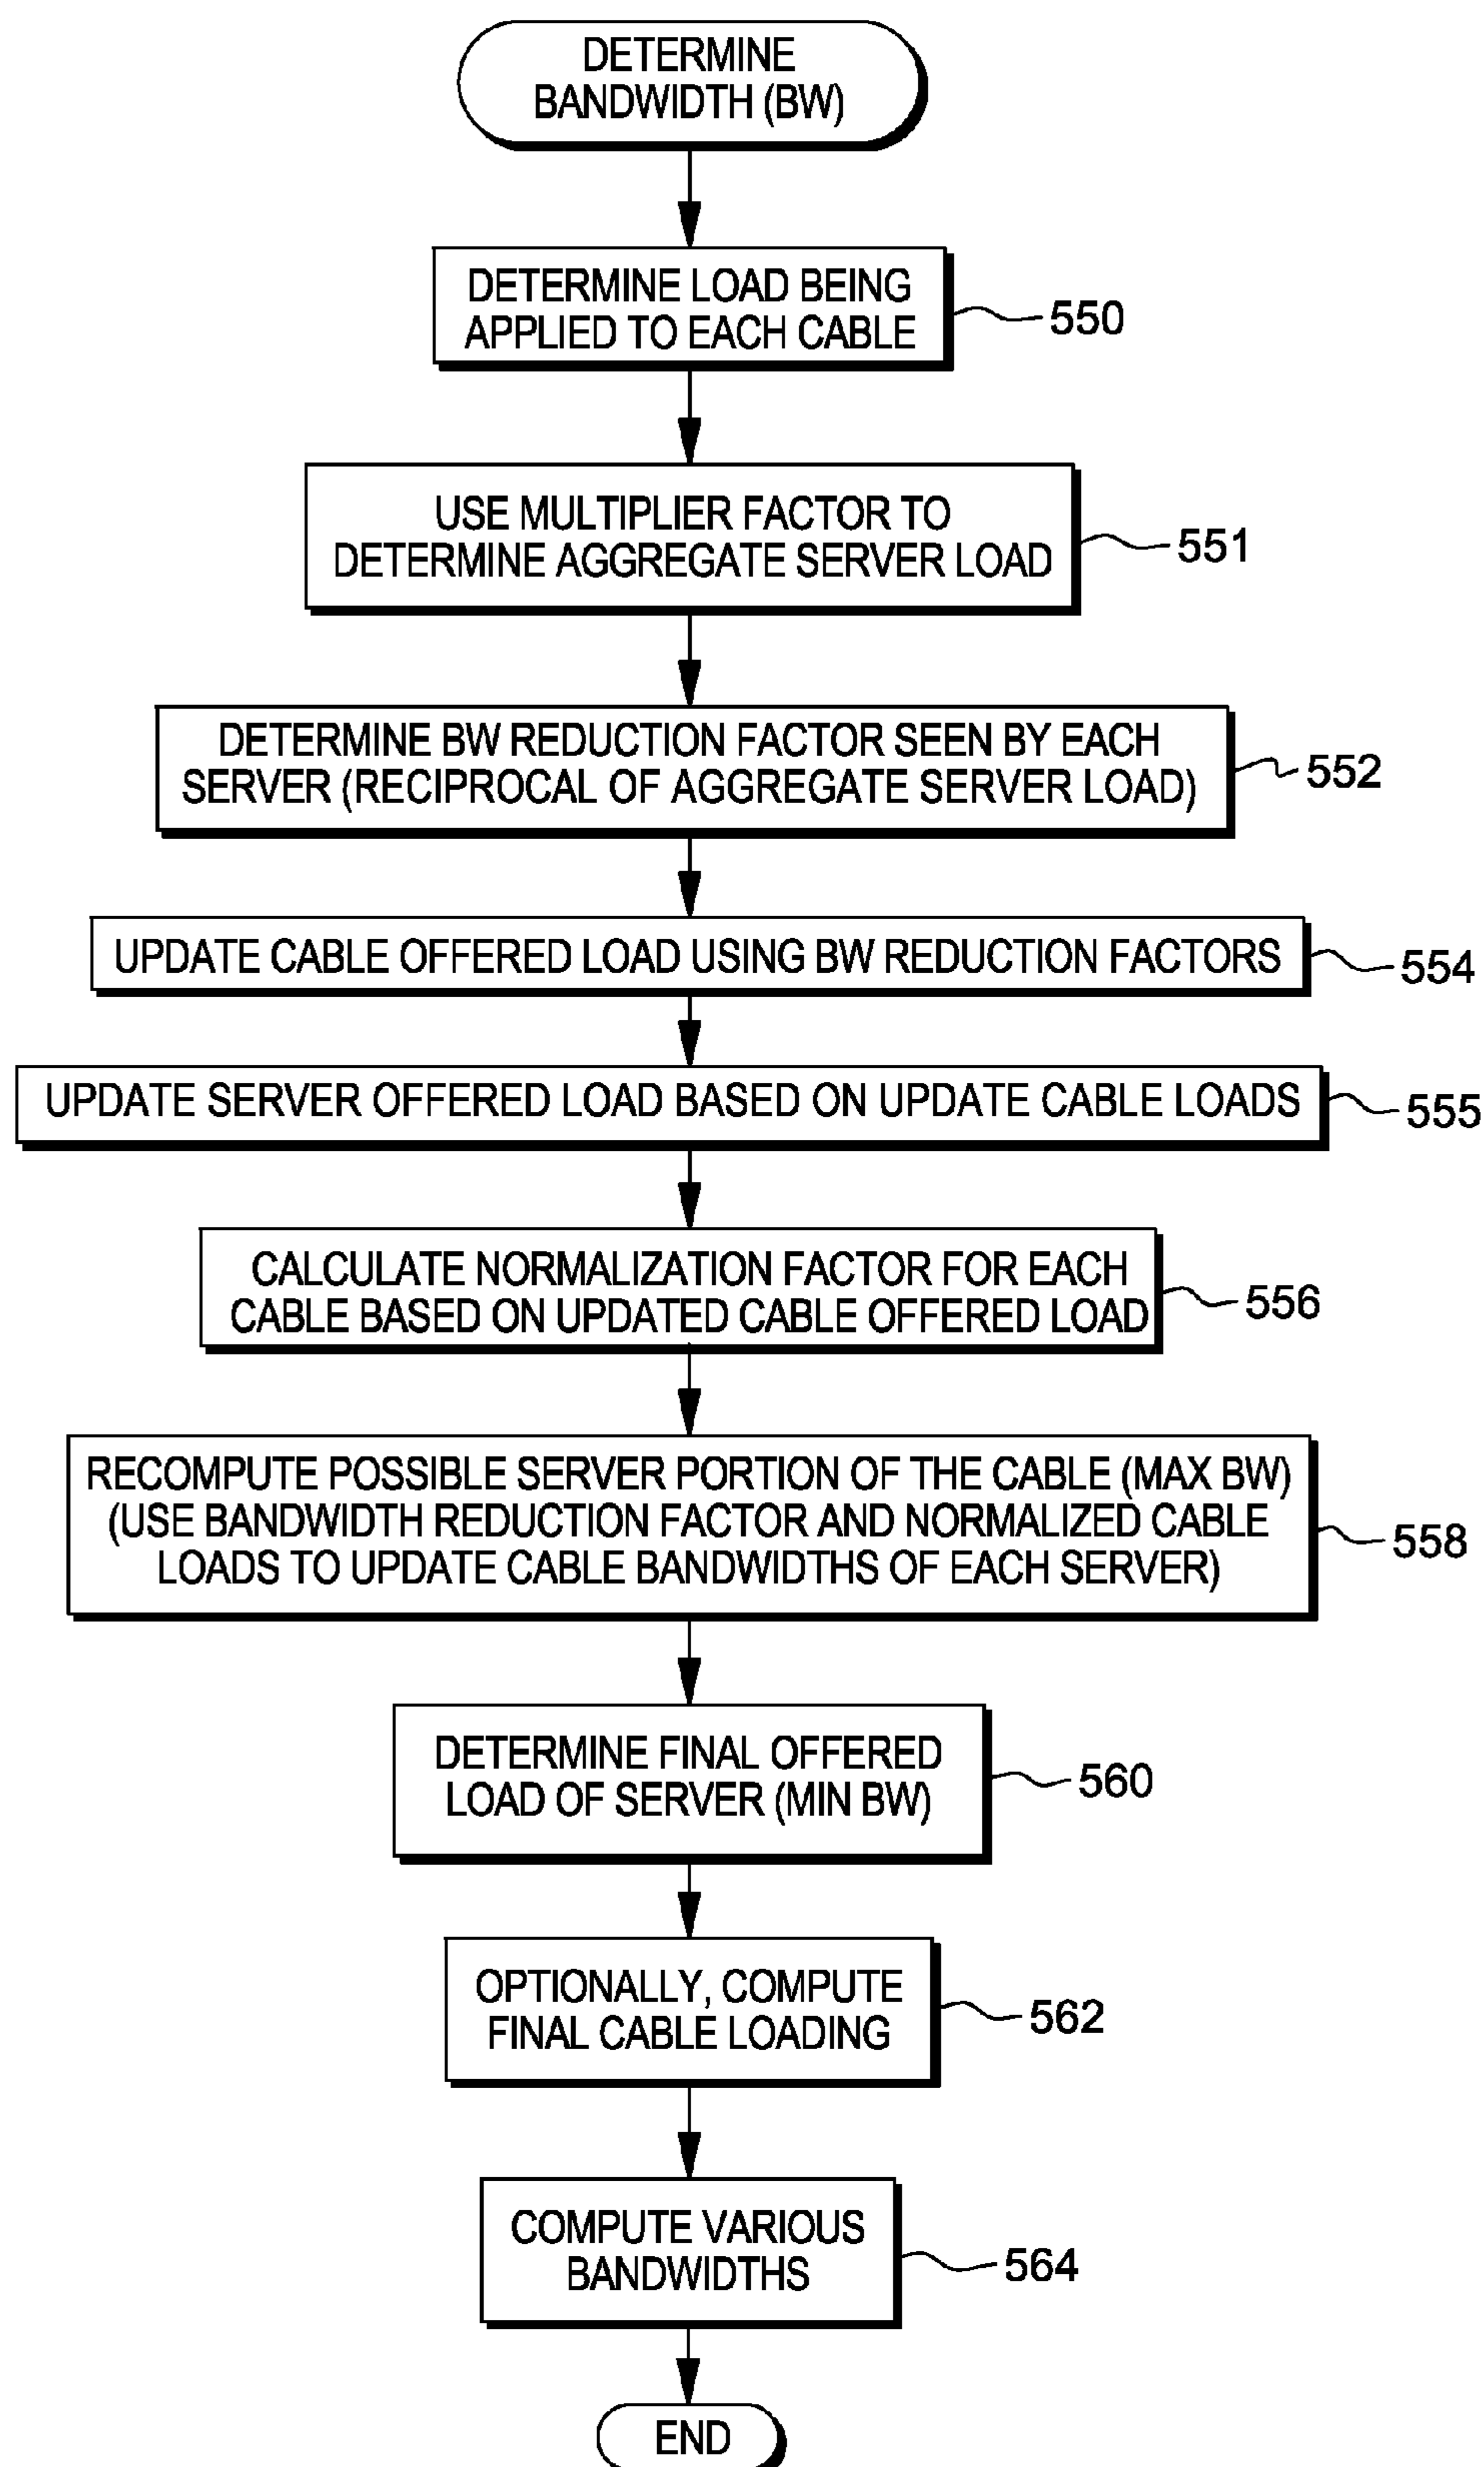 DETERMINE
BANDWIDTH (BW)
DETERMINE LOAD BEING
APPLIED TO EACH CABLE
550
USE MULTIPLIER FACTOR TO
DETERMINE AGGREGATE SERVER LOAD
551
DETERMINE BW REDUCTION FACTOR SEEN BY EACH
SERVER (RECIPROCAL OF AGGREGATE SERVER LOAD)
552
UPDATE CABLE OFFERED LOAD USING BW REDUCTION FACTORS
554
UPDATE SERVER OFFERED LOAD BASED ON UPDATE CABLE LOADS
555
CALCULATE NORMALIZATION FACTOR FOR EACH
CABLE BASED ON UPDATED CABLE OFFERED LOAD
556
RECOMPUTE POSSIBLE SERVER PORTION OF THE CABLE (MAX BW)
(USE BANDWIDTH REDUCTION FACTOR AND NORMALIZED CABLE
LOADS TO UPDATE CABLE BANDWIDTHS OF EACH SERVER)
558
DETERMINE FINAL OFFERED
LOAD OF SERVER (MIN BW)
560
OPTIONALLY, COMPUTE
FINAL CABLE LOADING
562
COMPUTE VARIOUS
BANDWIDTHS
564
END